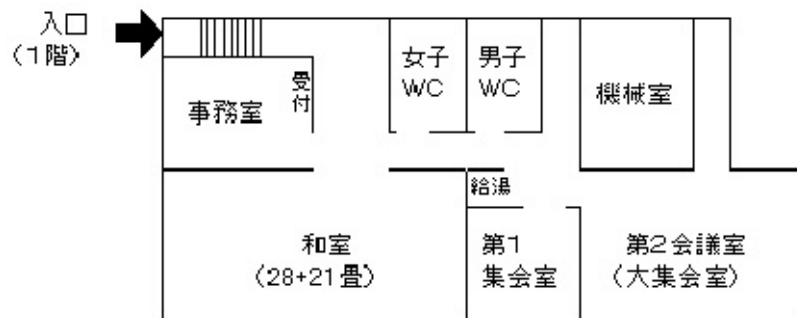 入口
(1階)
事務室
受付
女子
WC
男子
WC
機械室
給湯
和室
(28+21畳)
第1
集会室
第2会議室
(大集会室)